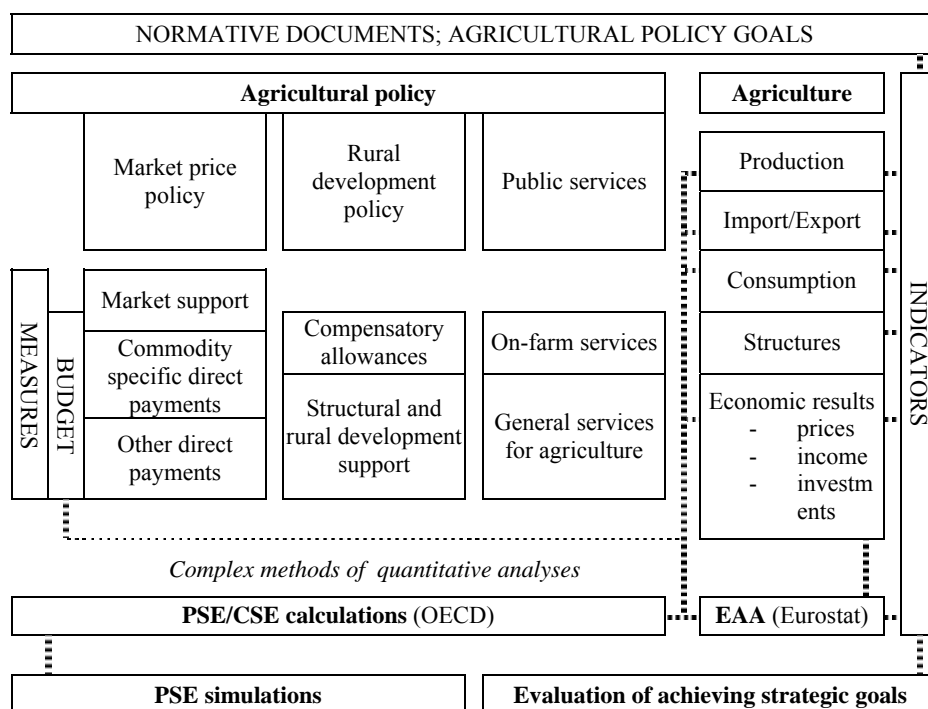 NORMATIVE DOCUMENTS; AGRICULTURAL POLICY GOALS
Agricultural policy
Agriculture
Market price
policy
Rural
development
policy
Public services
Production
Import/Export
Consumption
Structures
Economic results
- prices
- income
- investm
ents
INDICATORS
MEASURES
BUDGET
Market support
Commodity
specific direct
payments
Other direct
payments
Compensatory
allowances
Structural and
rural development
support
On-farm services
General services
for agriculture
Complex methods of quantitative analyses
PSE/CSE calculations (OECD)
EAA (Eurostat)
PSE simulations
Evaluation of achieving strategic goals